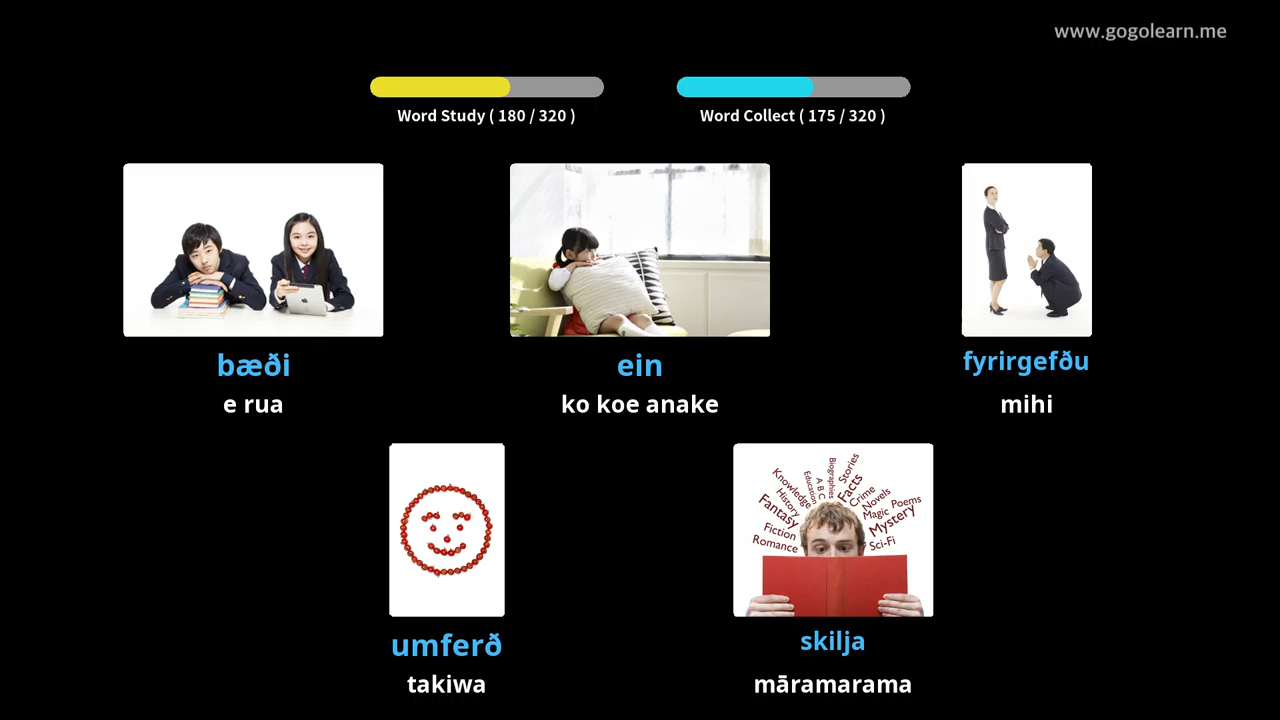 www.gogolearn.me
Word Study ( 180 / 320 )
Word Collect ( 175 / 320 )
bæði
e rua
ein
ko koe anake
fyrirgefðu
mihi
umferð
takiwa
Knowledge
History
Fantasy
Fiction
Romance
Education
A B C
Biographies
Stories
Facts
Crime
Novels
Magic
Poems
Mystery
Sci-Fi
skilja
māramarama